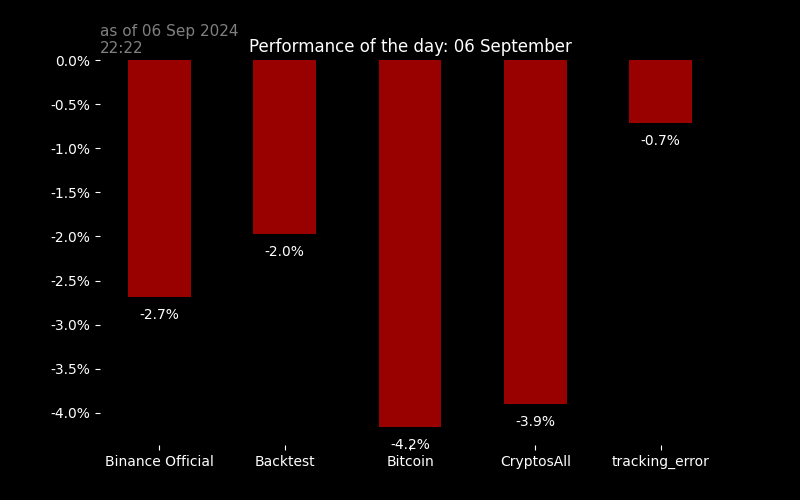 as of 06 Sep 2024
22:22
Performance of the day: 06 September
0.0%
-0.5%
-1.0%
-1.5%
-2.0%
-2.5%
-3.0%
-3.5%
-4.0%
-2.7%
-2.0%
-4.2%
-3.9%
-0.7%
Binance Official
Backtest
Bitcoin
CryptosAll
tracking_error